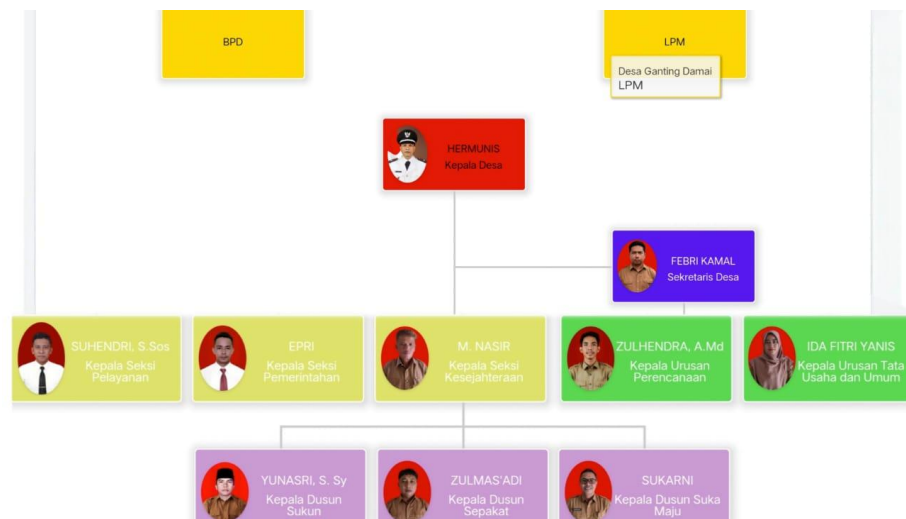 BPD
LPM
Desa Ganting Damai
LPM
HERMUNIS
Kepala Desa
FEBRI KAMAL
Sekretaris Desa
SUHENDRI, S.Sos
Kepala Seksi
Pelayanan
EPRI
Kepala Seksi
Pemerintahan
M. NASIR
Kepala Seksi
Kesejahteraan
ZULHENDRA, A.Md
Kepala Urusan
Perencanaan
IDA FITRI YANIS
Kepala Urusan Tata
Usaha dan Umum
YUNASRI, S. Sy
Kepala Dusun
Sukun
ZULMAS'ADI
Kepala Dusun
Sepakat
SUKARNI
Kepala Dusun Suka
Maju